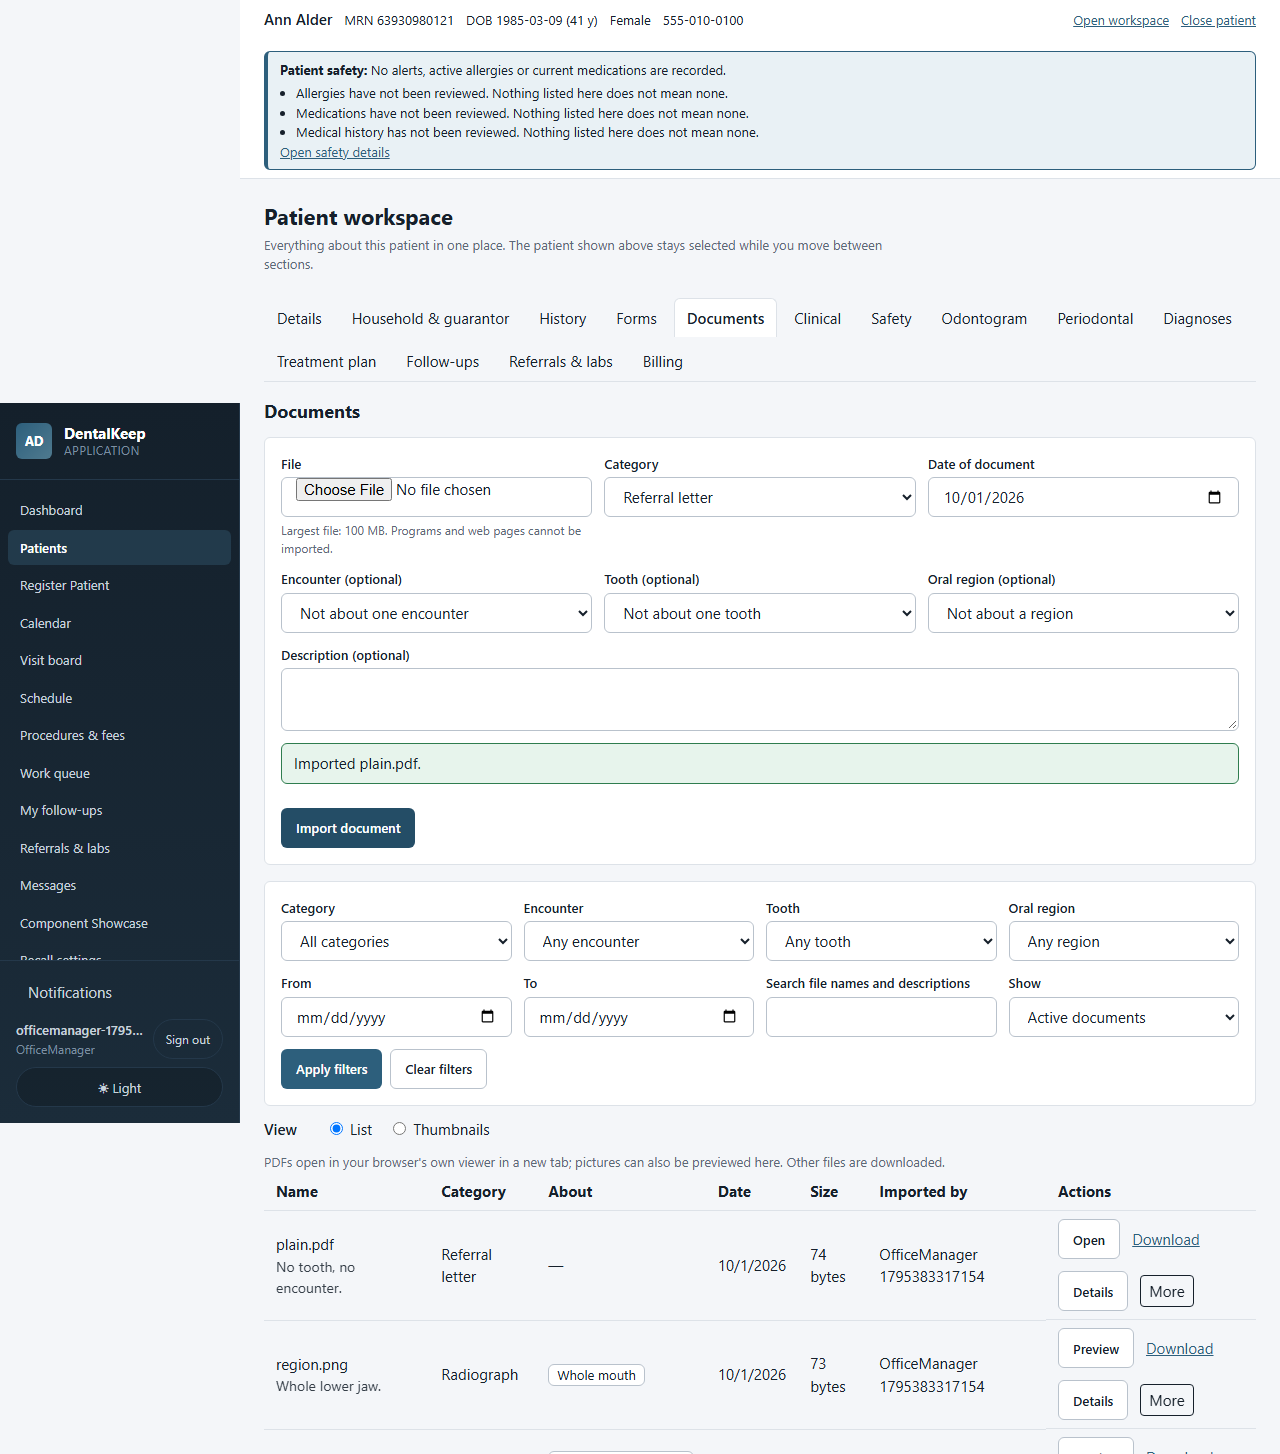 Ann Alder MRN 63930980121 DOB 1985-03-09 (41 y) Female 555-010-0100 Open workspace Close patient
Patient safety: No alerts, active allergies or current medications are recorded.
• Allergies have not been reviewed. Nothing listed here does not mean none.
• Medications have not been reviewed. Nothing listed here does not mean none.
• Medical history has not been reviewed. Nothing listed here does not mean none.
Open safety details
Patient workspace
Everything about this patient in one place. The patient shown above stays selected while you move between
sections.
Details Household & guarantor History Forms Documents Clinical Safety Odontogram Periodontal Diagnoses
Treatment plan Follow-ups Referrals & labs Billing
AD DentalKeep
APPLICATION
Dashboard
Patients
Register Patient
Calendar
Visit board
Schedule
Procedures & fees
Work queue
My follow-ups
Referrals & labs
Messages
Component Showcase
Recall settings
Notifications
officemanager-1795...
OfficeManager
Sign out
☀ Light
Documents
File Category Date of document
Choose File No file chosen Referral letter 10/01/2026
Largest file: 100 MB. Programs and web pages cannot be
imported.
Encounter (optional) Tooth (optional) Oral region (optional)
Not about one encounter Not about one tooth Not about a region
Description (optional)
Imported plain.pdf.
Import document
Category Encounter Tooth Oral region
All categories Any encounter Any tooth Any region
From To Search file names and descriptions Show
mm/dd/yyyy mm/dd/yyyy Active documents
Apply filters Clear filters
View List Thumbnails
PDFs open in your browser's own viewer in a new tab; pictures can also be previewed here. Other files are downloaded.
Name Category About Date Size Imported by Actions
plain.pdf
No tooth, no
encounter.
Referral
letter
—
10/1/2026
74
bytes
OfficeManager
1795383317154
Open Download
Details More
region.png
Whole lower jaw.
Radiograph
Whole mouth
10/1/2026
73
bytes
OfficeManager
1795383317154
Preview Download
Details More